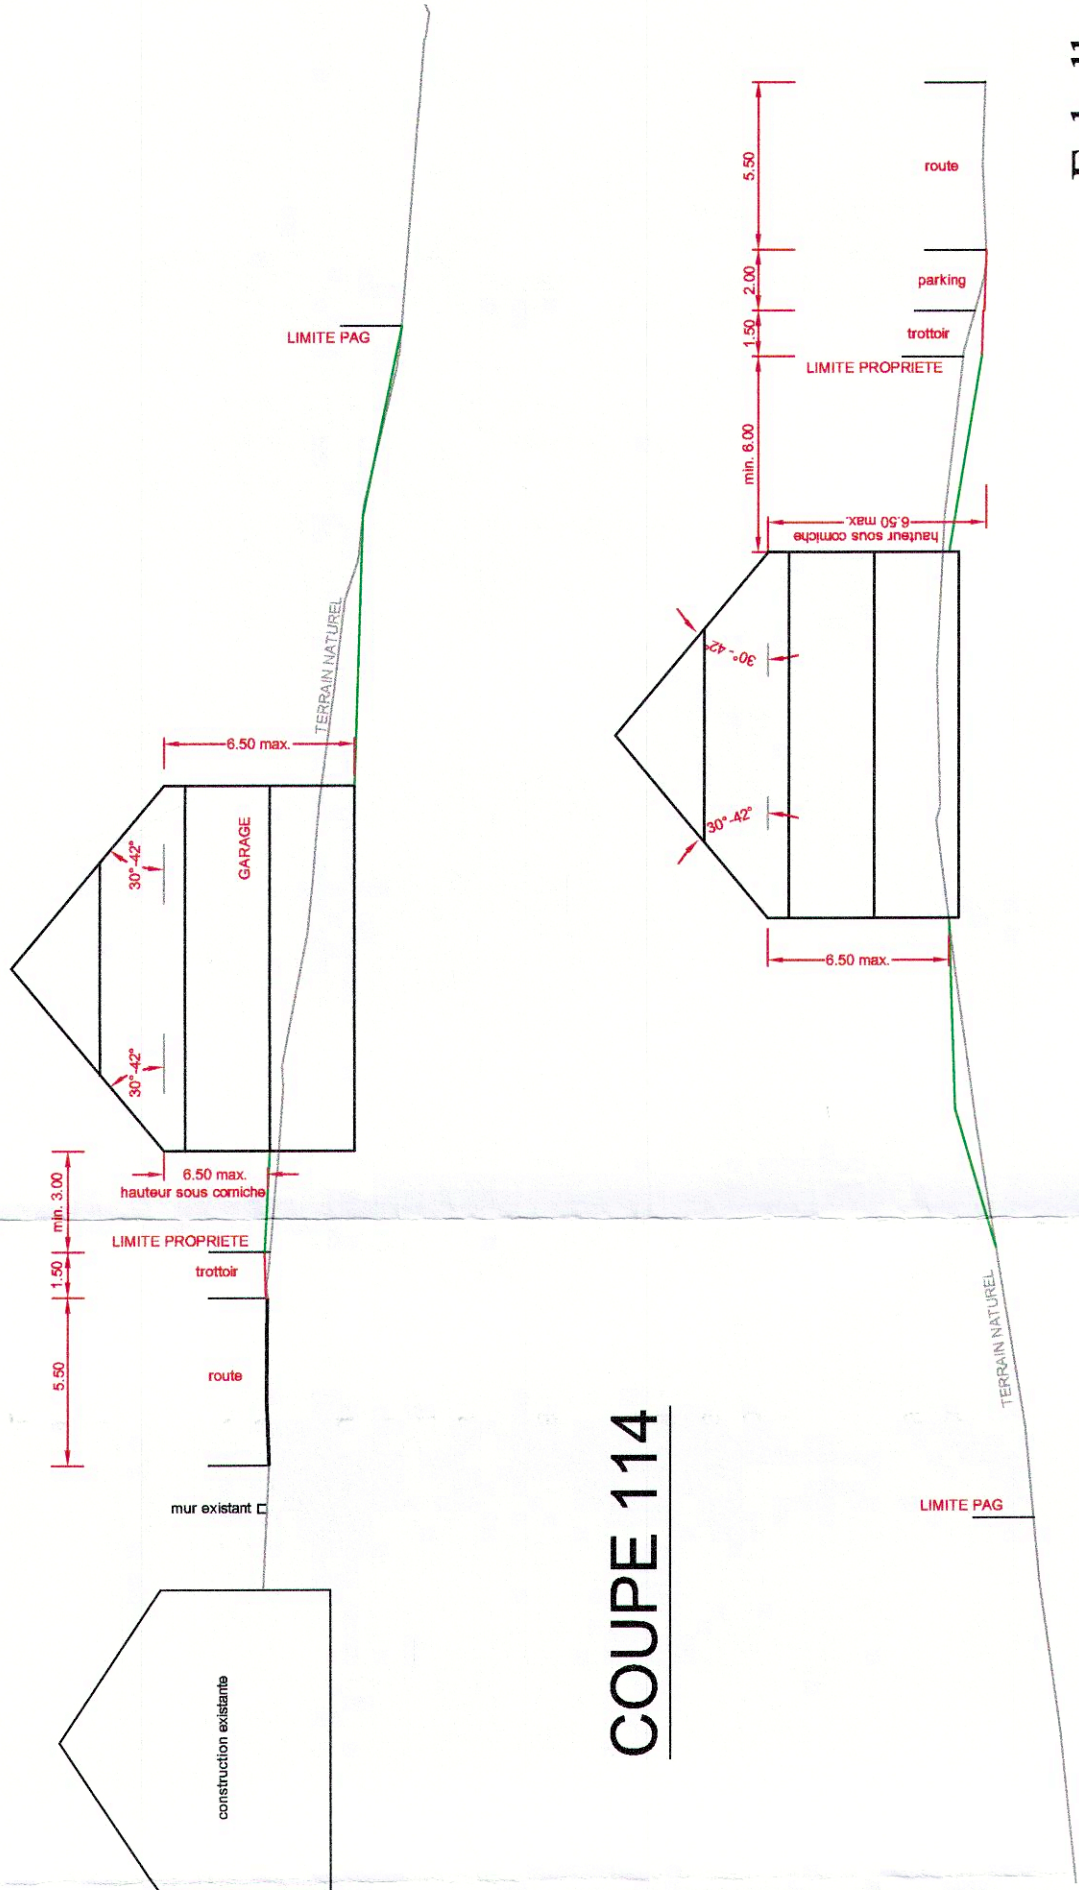 LIMITE PAG
TERRAIN NATUREL
6.50 max.
30°-42°
GARAGE
30°-42°
6.50 max.
hauteur sous corniche
min. 3.00
LIMITE PROPRIETE
1.50
trottoir
5.50
route
mur existant
construction existante
5.50
route
2.00
parking
1.50
trottoir
LIMITE PROPRIETE
min. 6.00
hauteur sous corniche
6.50 max.
30°-42°
30°-42°
6.50 max.
TERRAIN NATUREL
LIMITE PAG
COUPE 114